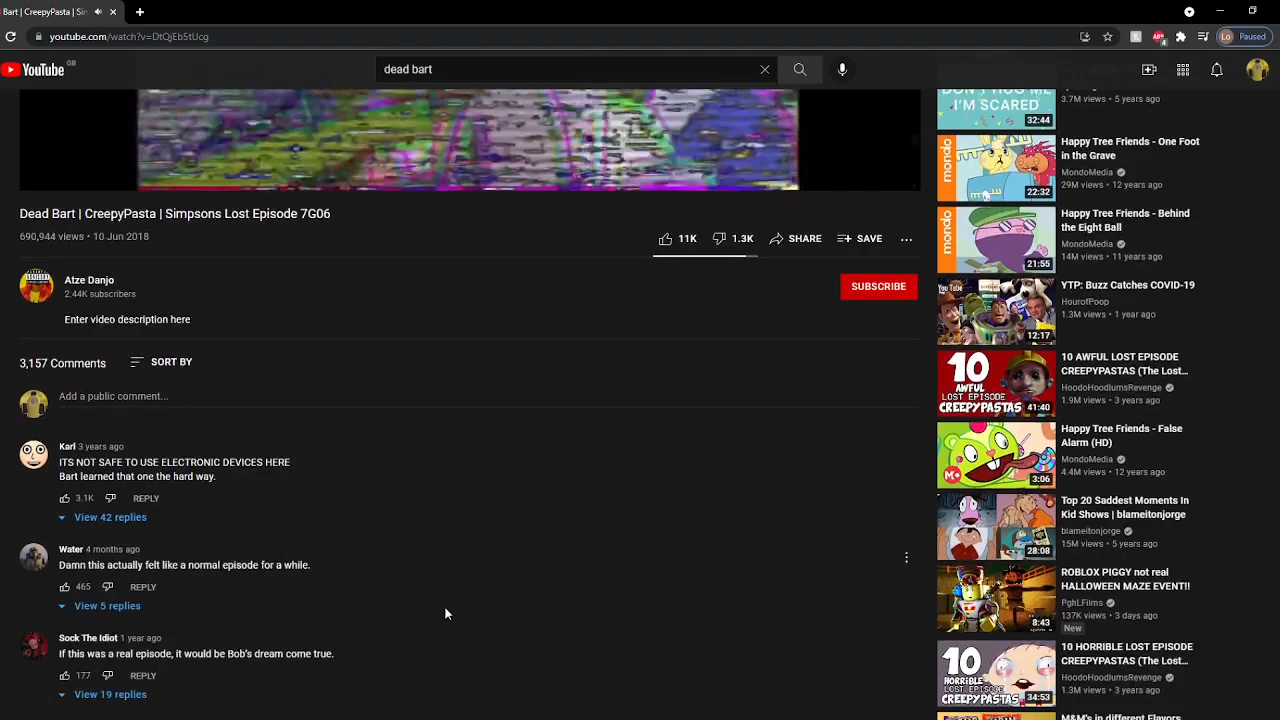 Bart | CreepyPasta | Si
youtube.com/watch?v=DtQjEb5tUcg
Lo Paused
YouTube GB
dead bart
Dead Bart | CreepyPasta | Simpsons Lost Episode 7G06
690,944 views • 10 Jun 2018
11K
1.3K
SHARE
SAVE
Atze Danjo
2.44K subscribers
SUBSCRIBE
Enter video description here
3,157 Comments
SORT BY
Add a public comment...
Karl 3 years ago
ITS NOT SAFE TO USE ELECTRONIC DEVICES HERE
Bart learned that one the hard way.
3.1K REPLY
View 42 replies
Water 4 months ago
Damn this actually felt like a normal episode for a while.
465 REPLY
View 5 replies
Sock The Idiot 1 year ago
If this was a real episode, it would be Bob's dream come true.
177 REPLY
View 19 replies
DON'T HUG ME
I'M SCARED
32:44
3.7M views • 5 years ago
mondo
22:32
Happy Tree Friends - One Foot
in the Grave
MondoMedia
29M views • 12 years ago
mondo
21:55
Happy Tree Friends - Behind
the Eight Ball
MondoMedia
14M views • 11 years ago
You Tube
12:17
YTP: Buzz Catches COVID-19
HourofPoop
1.3M views • 1 year ago
10
AWFUL
LOST EPISODE
CREEPYPASTAS
41:40
10 AWFUL LOST EPISODE
CREEPYPASTAS (The Lost...
HoodoHoodlumsRevenge
1.9M views • 3 years ago
3:06
Happy Tree Friends - False
Alarm (HD)
MondoMedia
4.4M views • 12 years ago
28:08
Top 20 Saddest Moments In
Kid Shows | blameitonjorge
blameitonjorge
15M views • 5 years ago
8:43
ROBLOX PIGGY not real
HALLOWEEN MAZE EVENT!!
PghLFilms
137K views • 3 days ago
New
10
HORRIBLE
LOST EPISODE
CREEPYPASTAS
34:53
10 HORRIBLE LOST EPISODE
CREEPYPASTAS (The Lost...
HoodoHoodlumsRevenge
1.3M views • 3 years ago
M&M's in different Flavors